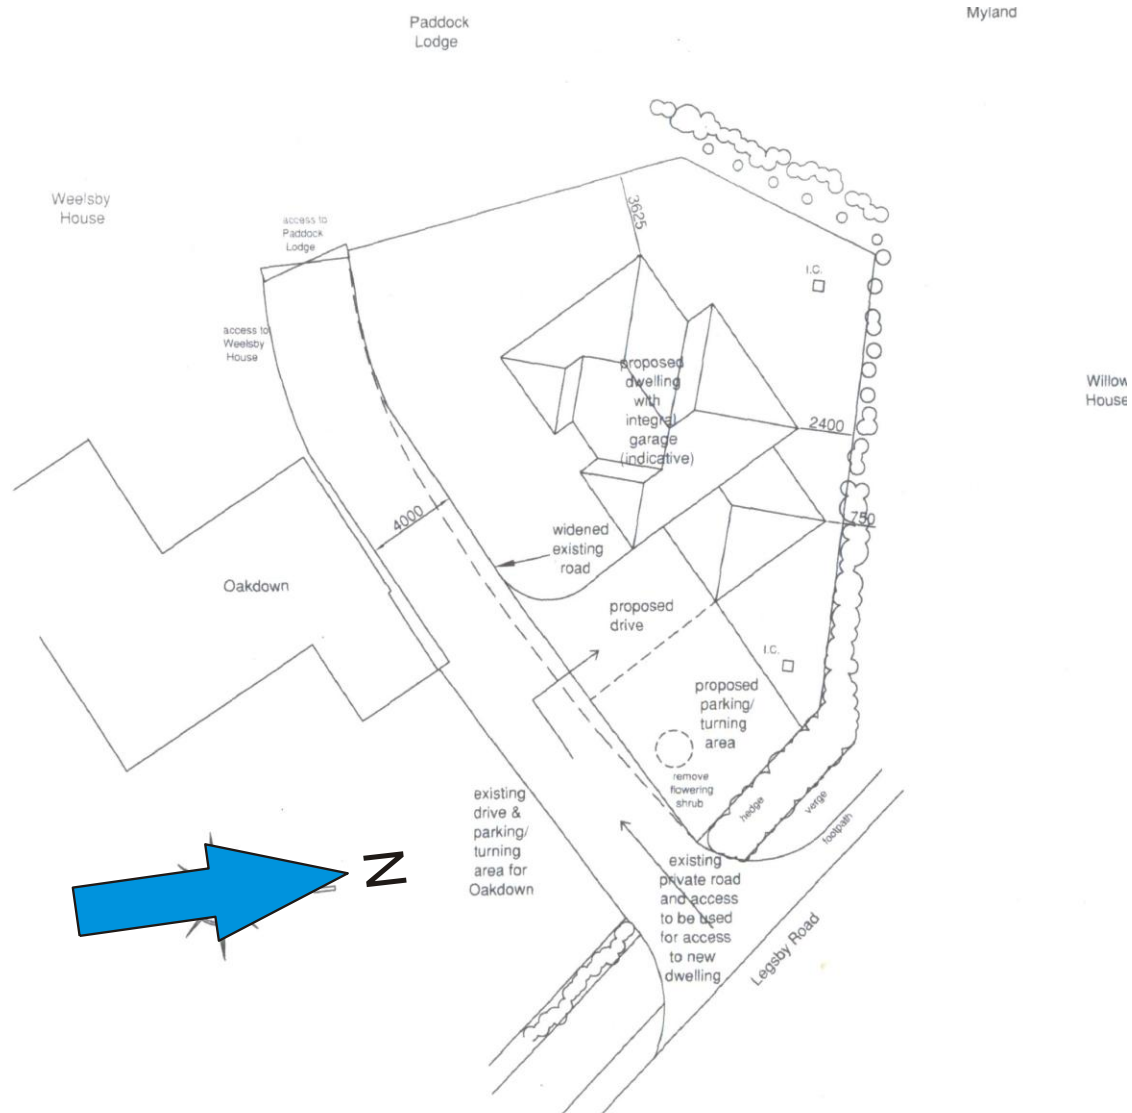 Paddock
Lodge
Myland
Weelsby
House
access to
Paddock
Lodge
3625
I.C.
access to
Weelsby
House
proposed
dwelling
with
integral
garage
(indicative)
Willow
House
2400
4000
750
widened
existing
road
Oakdown
proposed
drive
I.C.
proposed
parking/
turning
area
remove
flowering
shrub
hedge
verge
footpath
existing
drive &
parking/
turning
area for
Oakdown
N
existing
private road
and access
to be used
for access
to new
dwelling
Legsby Road